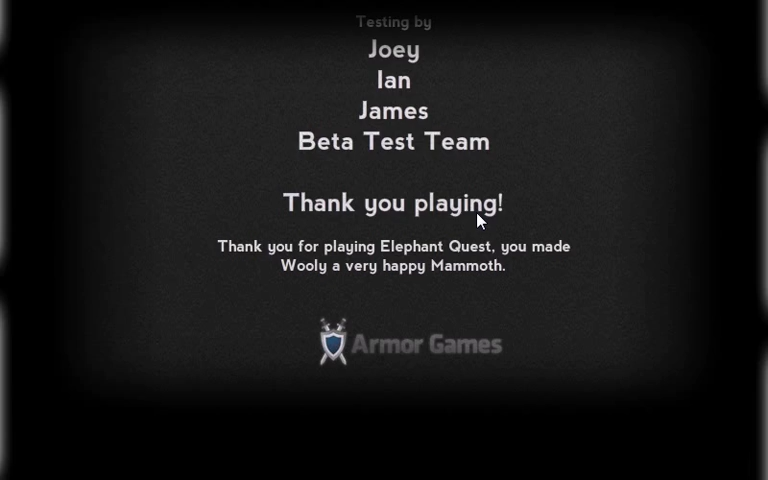 Testing by
Joey
Ian
James
Beta Test Team
Thank you playing!
Thank you for playing Elephant Quest, you made
Wooly a very happy Mammoth.
Armor Games